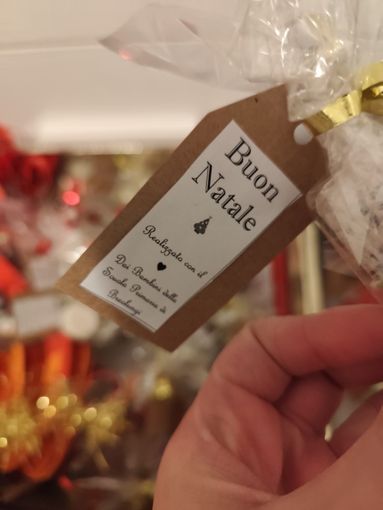 Buon
Natale
Realizzato con il
♥
Dai Bambini della
Scuola Primaria di